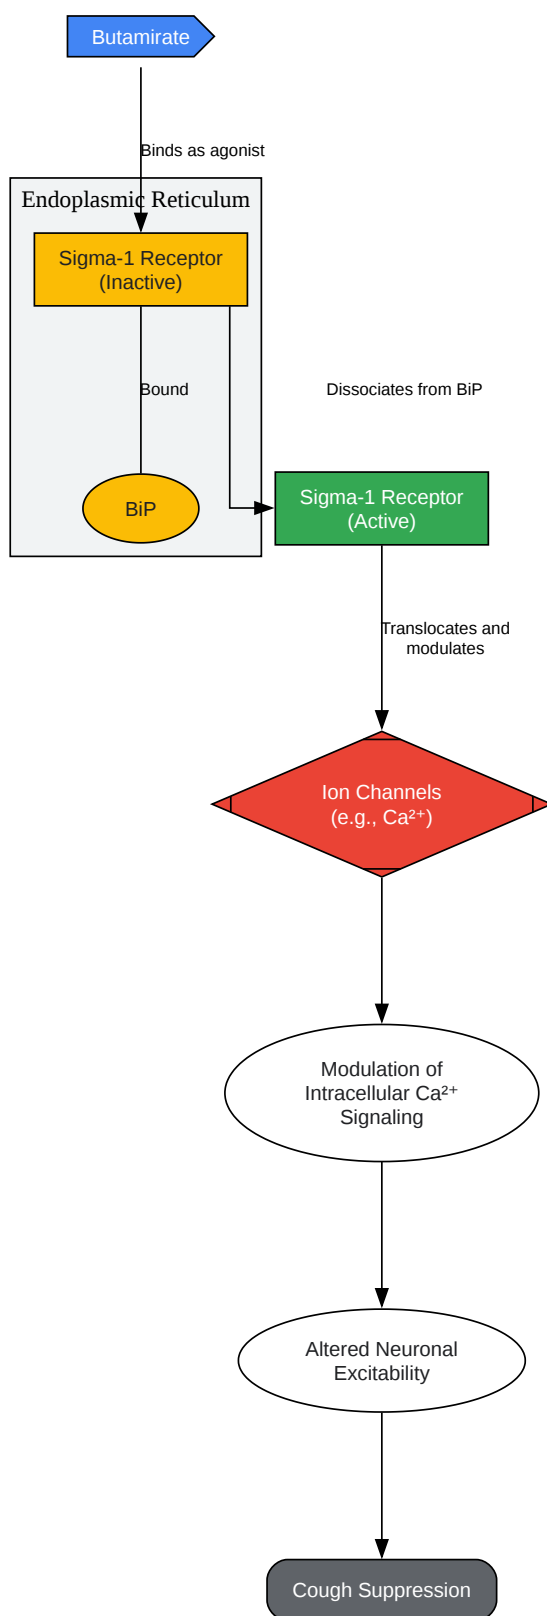 Butamirate
Binds as agonist
Endoplasmic Reticulum
Sigma-1 Receptor
(Inactive)
Bound
Dissociates from BiP
BiP
Sigma-1 Receptor
(Active)
Translocates and
modulates
Ion Channels
(e.g., Ca²⁺)
Modulation of
Intracellular Ca²⁺
Signaling
Altered Neuronal
Excitability
Cough Suppression